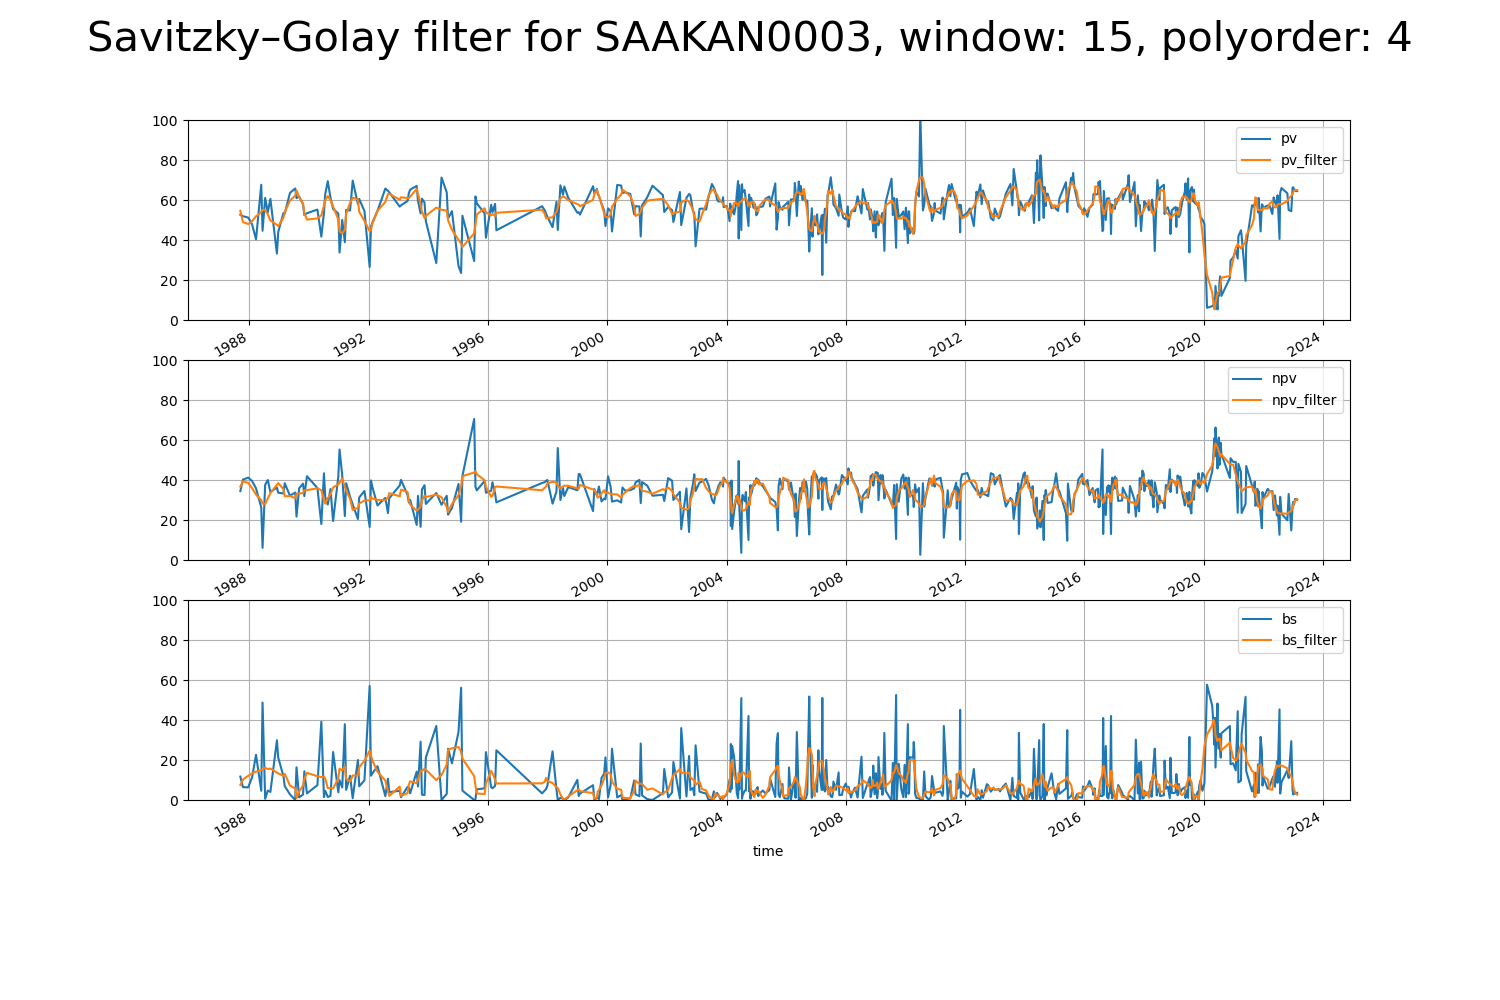 Savitzky–Golay filter for SAAKAN0003, window: 15, polyorder: 4
100
80
60
40
20
0
pv
pv_filter
1988 1992 1996 2000 2004 2008 2012 2016 2020 2024
100
80
60
40
20
0
npv
npv_filter
1988 1992 1996 2000 2004 2008 2012 2016 2020 2024
100
80
60
40
20
0
bs
bs_filter
1988 1992 1996 2000 2004 2008 2012 2016 2020 2024
time